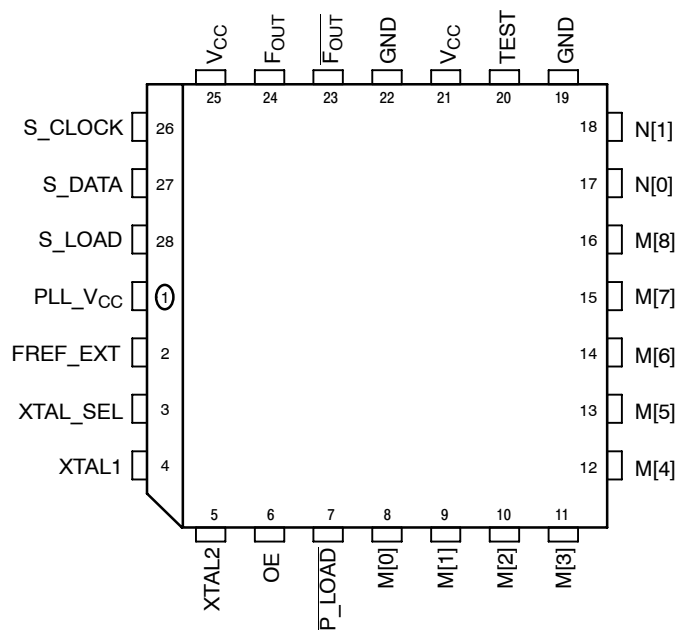 VCC FOUT FOUT GND VCC TEST GND
25 24 23 22 21 20 19
S_CLOCK 26 18 N[1]
S_DATA 27 17 N[0]
S_LOAD 28 16 M[8]
PLL_VCC 1 15 M[7]
FREF_EXT 2 14 M[6]
XTAL_SEL 3 13 M[5]
XTAL1 4 12 M[4]
5 6 7 8 9 10 11
XTAL2 OE P_LOAD M[0] M[1] M[2] M[3]